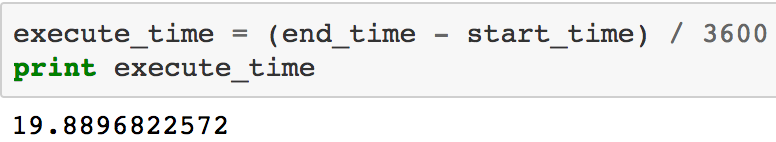 execute_time = (end_time - start_time) / 3600
print execute_time
19.8896822572